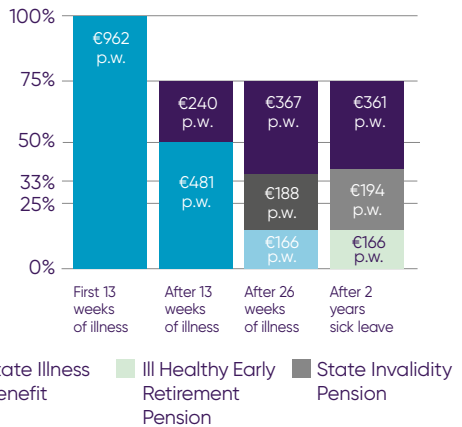 100%
€962
p.w.
75%
€240
p.w.
€367
p.w.
€361
p.w.
50%
33%
€481
p.w.
€188
p.w.
€194
p.w.
25%
€166
p.w.
€166
p.w.
0%
First 13
weeks
of illness
After 13
weeks
of illness
After 26
weeks
of illness
After 2
years
sick leave
tate Illness
enefit
Ill Healthy Early
Retirement
Pension
State Invalidity
Pension